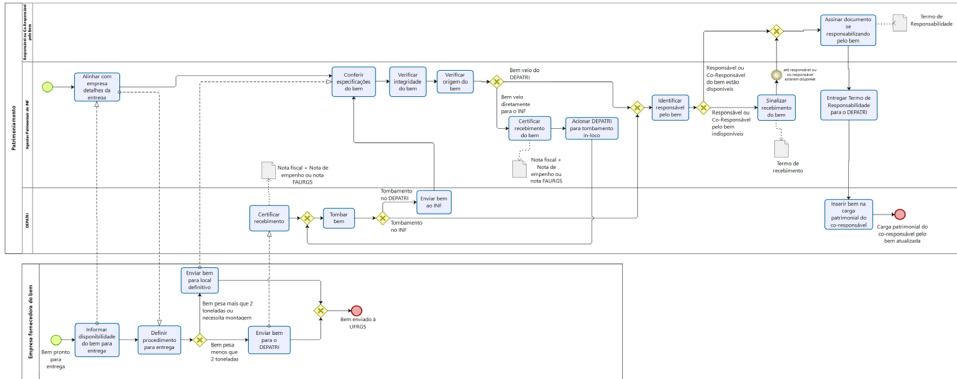 Patrimoniamento
Responsável ou Co-Responsável
pelo bem
Agentes Patrimoniais do INF
DEPATRI
Assinar documento
se
responsabilizando
pelo bem
Termo de
Responsabilidade
Alinhar com
empresa
detalhes da
entrega
Conferir
especificações
do bem
Verificar
integridade
do bem
Verificar
origem do
bem
Bem veio do
DEPATRI
Bem veio
diretamente
para o INF
Certificar
recebimento
do bem
Acionar DEPATRI
para tombamento
in-loco
Nota fiscal + 
Nota de
empenho ou
nota FAURGS
Identificar
responsável
pelo bem
Responsável ou
Co-Responsável
do bem estão
disponíveis
Responsável ou
Co-Responsável
pelo bem
indisponíveis
até responsável ou
co-responsável
estarem disponível
Sinalizar
recebimento
do bem
Termo de
recebimento
Entregar Termo de
Responsabilidade
para o DEPATRI
Nota fiscal + Nota de
empenho ou nota
FAURGS
Certificar
recebimento
Tombar
bem
Tombamento
no DEPATRI
Tombamento
no INF
Enviar bem
ao INF
Inserir bem na
carga patrimonial do
co-responsável
Carga patrimonial do
co-responsável pelo
bem atualizada
Empresa fornecedora do bem
Bem pronto
para
entrega
Informar
disponibilidade
do bem para
entrega
Definir
procedimento
para entrega
Enviar bem
para local
definitivo
Bem pesa mais que 2
toneladas ou
necessita montagem
Bem pesa
menos que
2 toneladas
Enviar bem
para o
DEPATRI
Bem enviado à
UFRGS